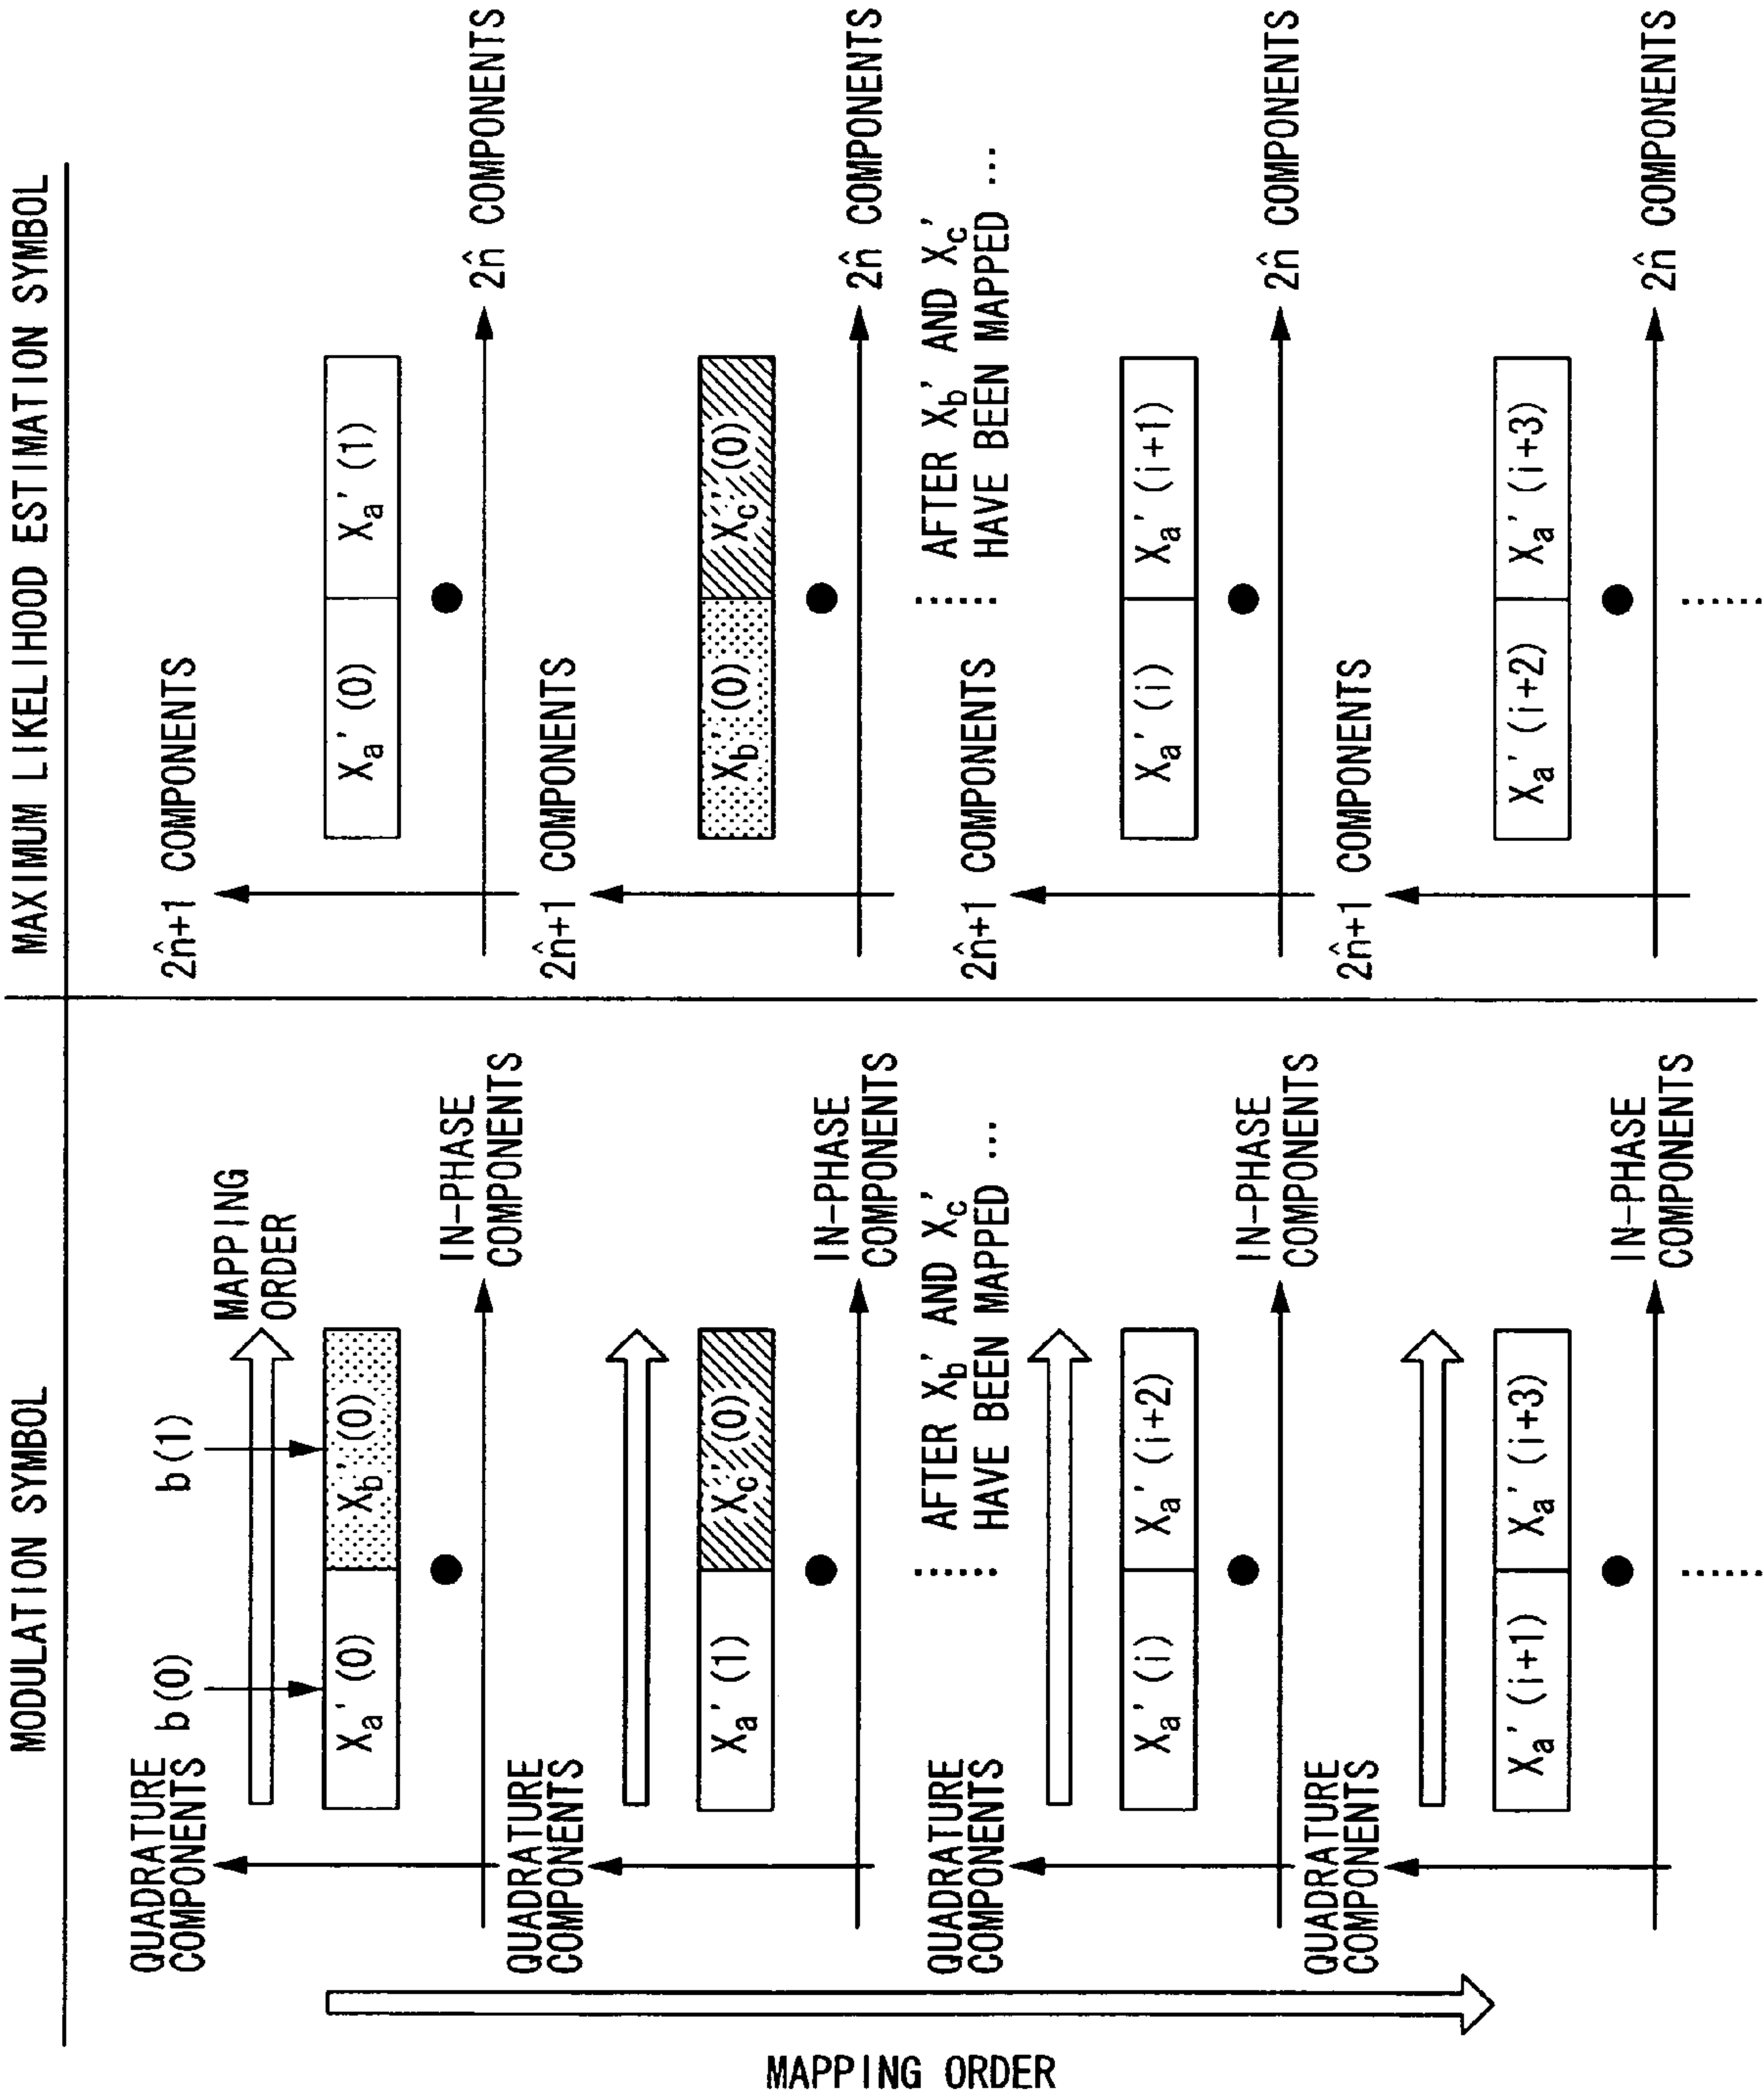 MODULATION SYMBOL
MAXIMUM LIKELIHOOD ESTIMATION SYMBOL
MAPPING ORDER
QUADRATURE
COMPONENTS
b(0)
b(1)
MAPPING
ORDER
Xa'(0)
Xb'(0)
IN-PHASE
COMPONENTS
2n̂+1 COMPONENTS
Xa'(0)
Xa'(1)
2n̂ COMPONENTS
QUADRATURE
COMPONENTS
Xa'(1)
Xc'(0)
IN-PHASE
COMPONENTS
2n̂+1 COMPONENTS
Xb'(0)
Xc'(0)
2n̂ COMPONENTS
AFTER Xb' AND Xc'
HAVE BEEN MAPPED ...
AFTER Xb' AND Xc'
HAVE BEEN MAPPED ...
QUADRATURE
COMPONENTS
Xa'(i)
Xa'(i+2)
IN-PHASE
COMPONENTS
2n̂+1 COMPONENTS
Xa'(i)
Xa'(i+1)
2n̂ COMPONENTS
QUADRATURE
COMPONENTS
Xa'(i+1)
Xa'(i+3)
IN-PHASE
COMPONENTS
2n̂+1 COMPONENTS
Xa'(i+2)
Xa'(i+3)
2n̂ COMPONENTS